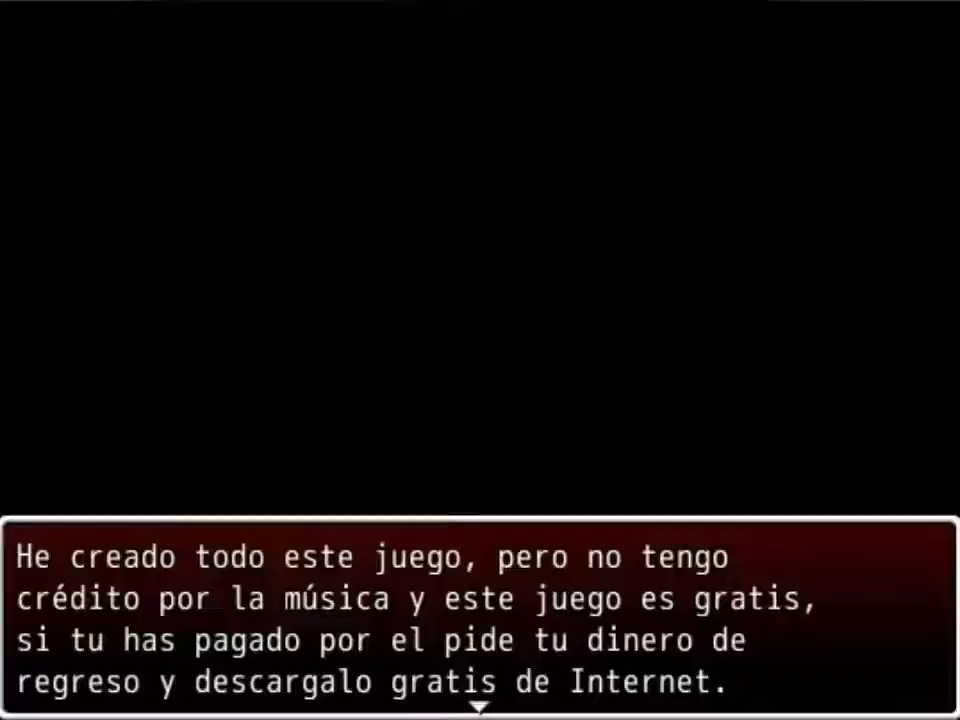 He creado todo este juego, pero no tengo
crédito por la música y este juego es gratis,
si tu has pagado por el pide tu dinero de
regreso y descargalo gratis de Internet.